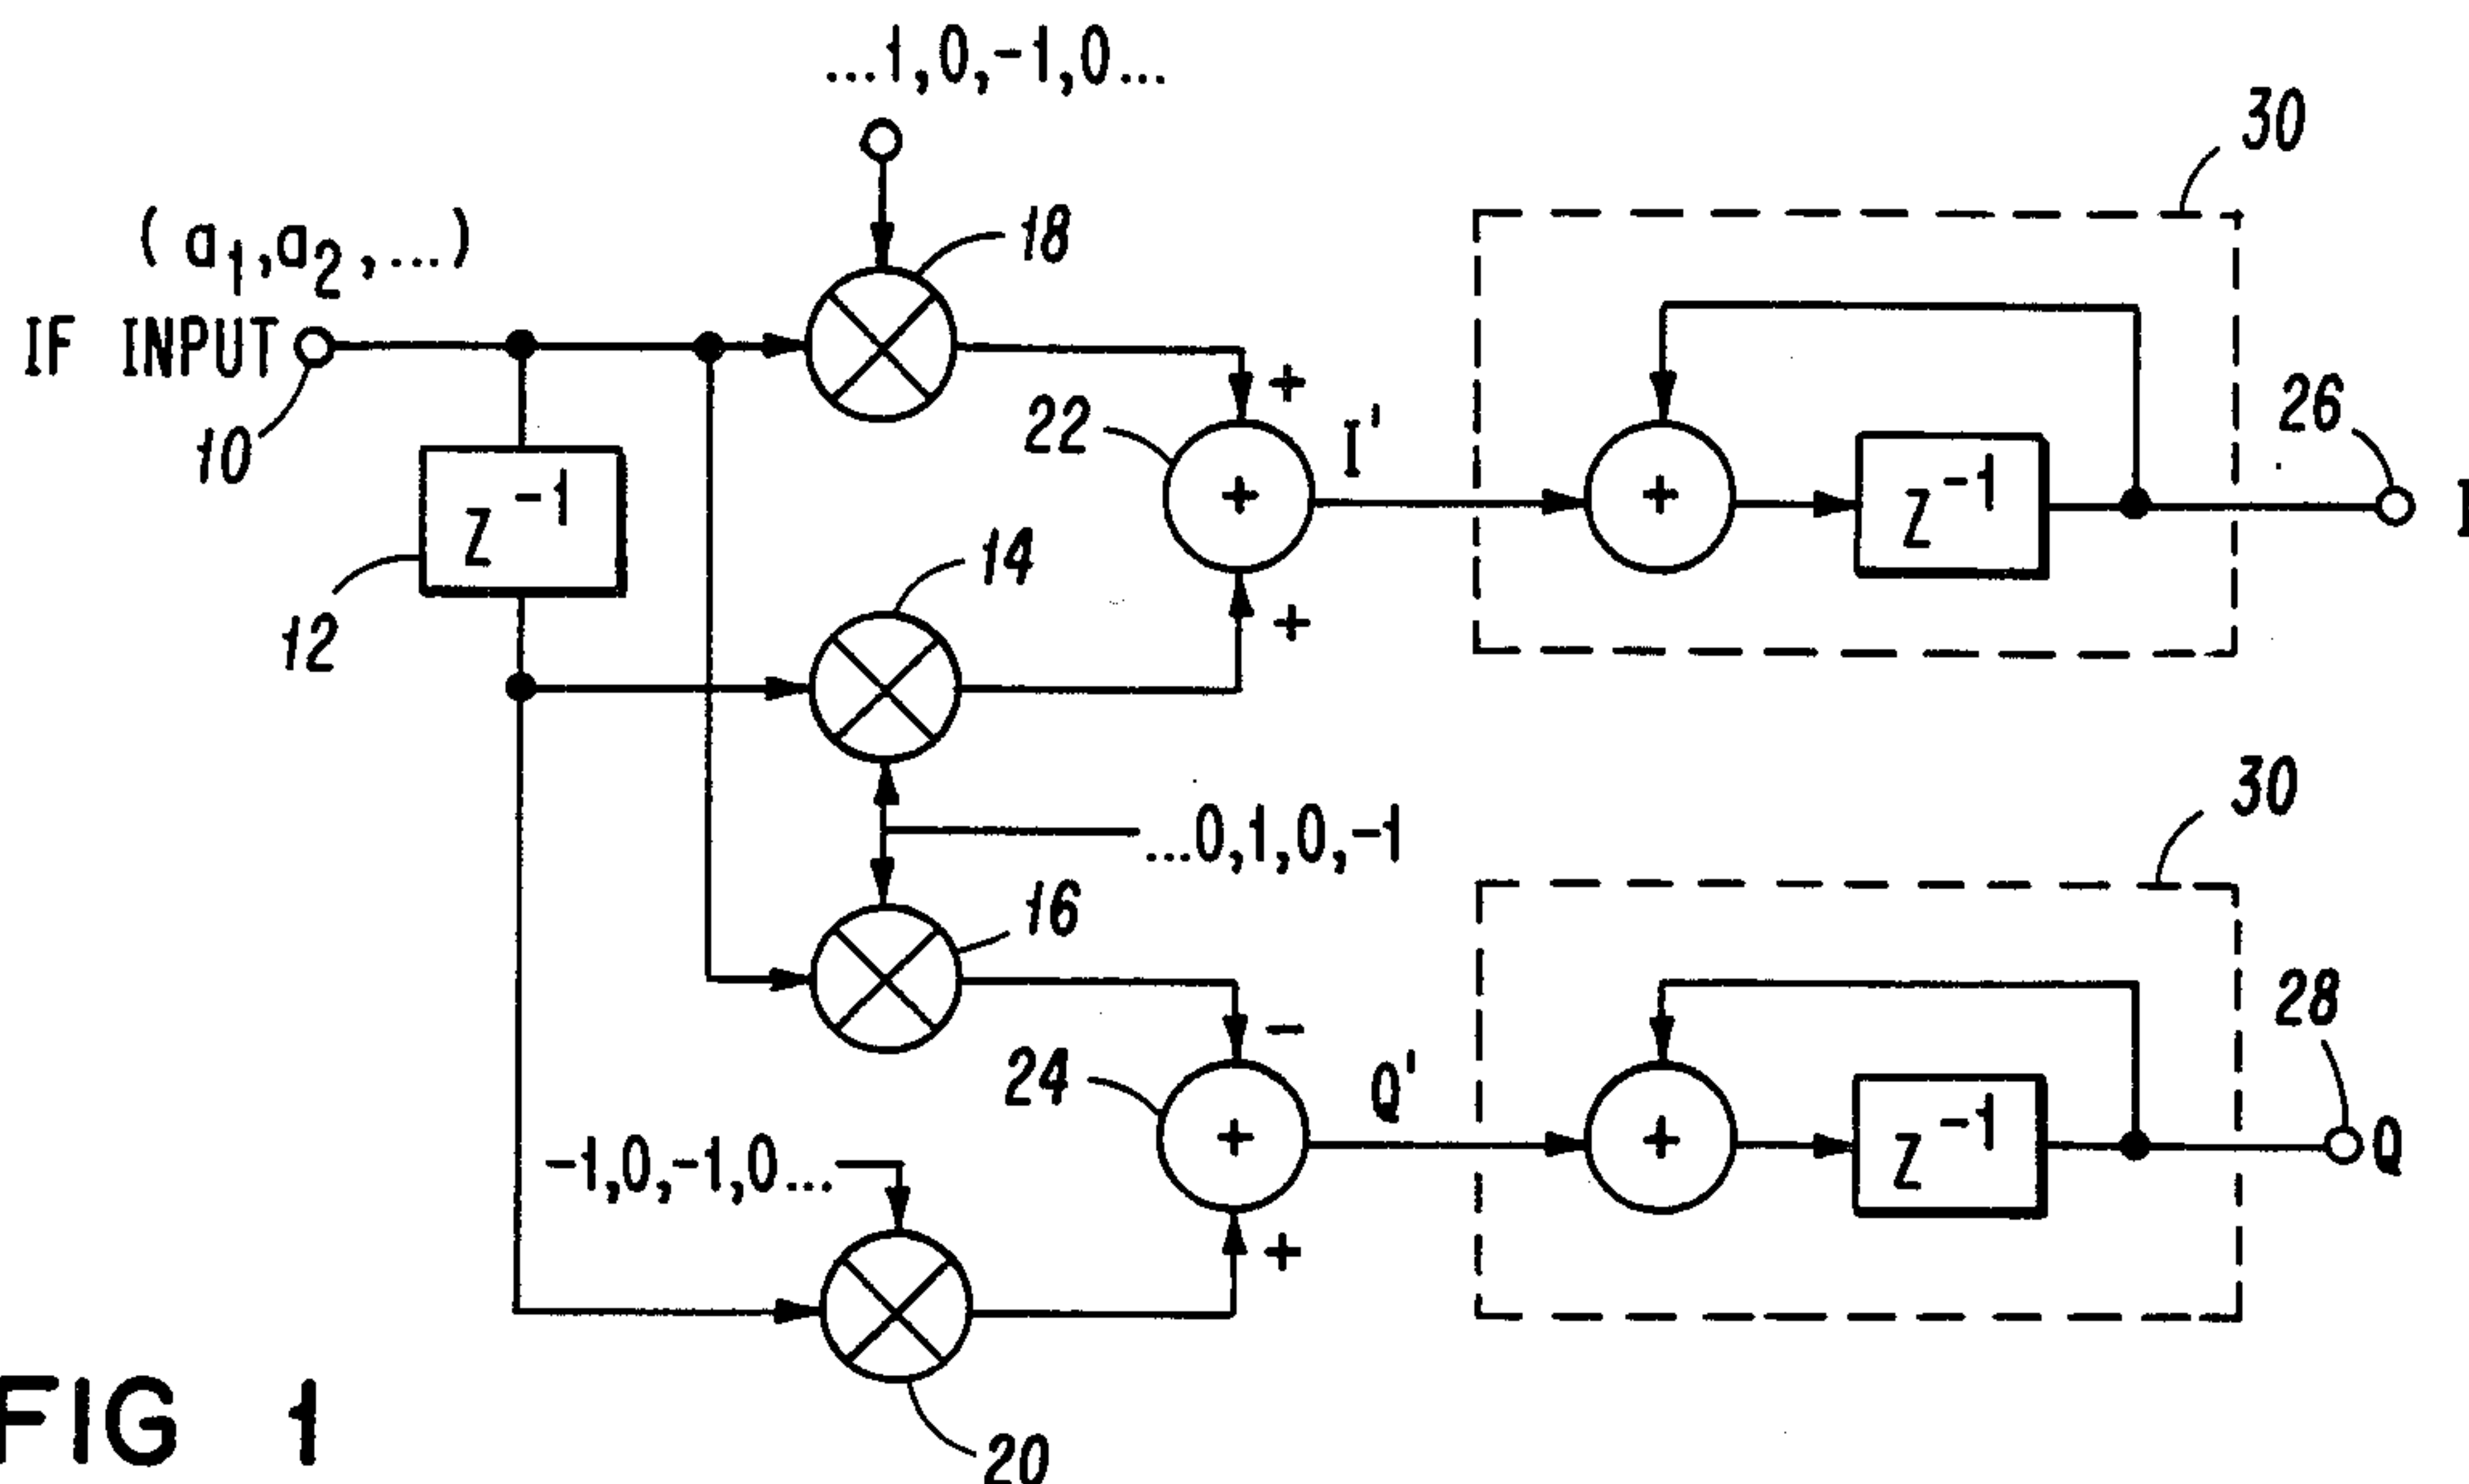 ...1,0,-1,0...
30
(a1,a2,...)
18
IF INPUT
10
22
+
I'
26
+
Z-1
I
Z-1
12
14
+
...0,1,0,-1
30
16
-
24
Q'
28
+
Z-1
Q
-1,0,-1,0...
+
+
20
FIG 1